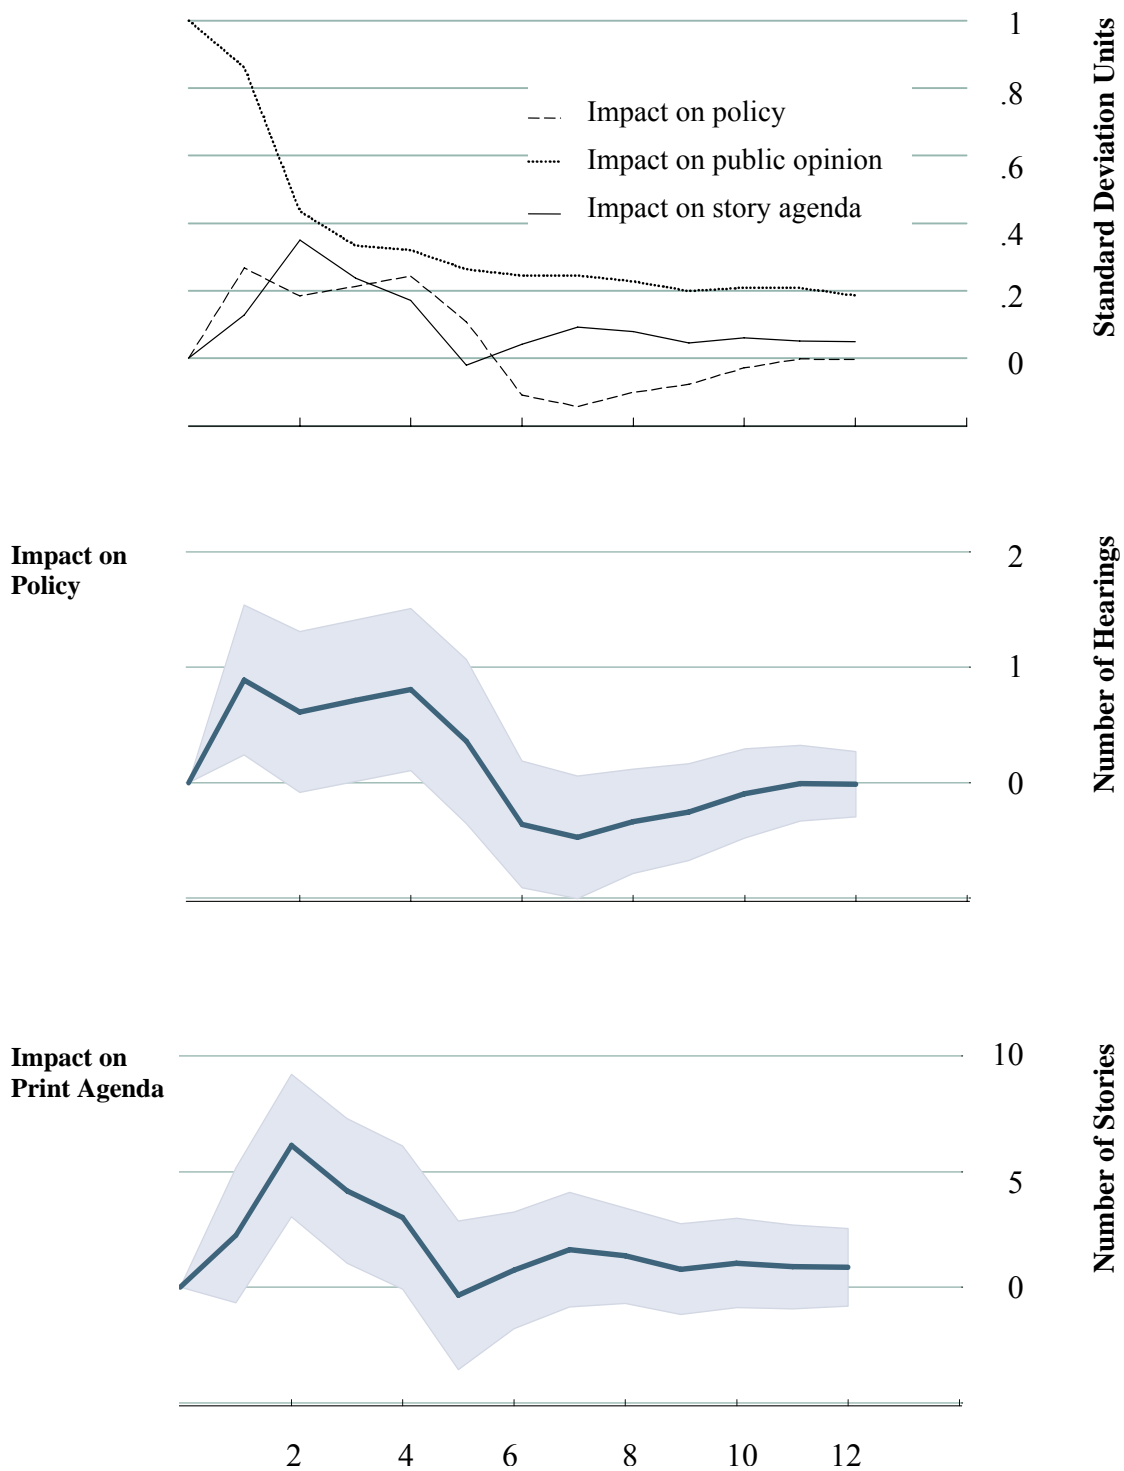 1
.8
.6
.4
.2
0
Standard Deviation Units
Impact on policy
Impact on public opinion
Impact on story agenda
Impact on
Policy
2
1
0
Number of Hearings
Impact on
Print Agenda
10
5
0
Number of Stories
2 4 6 8 10 12